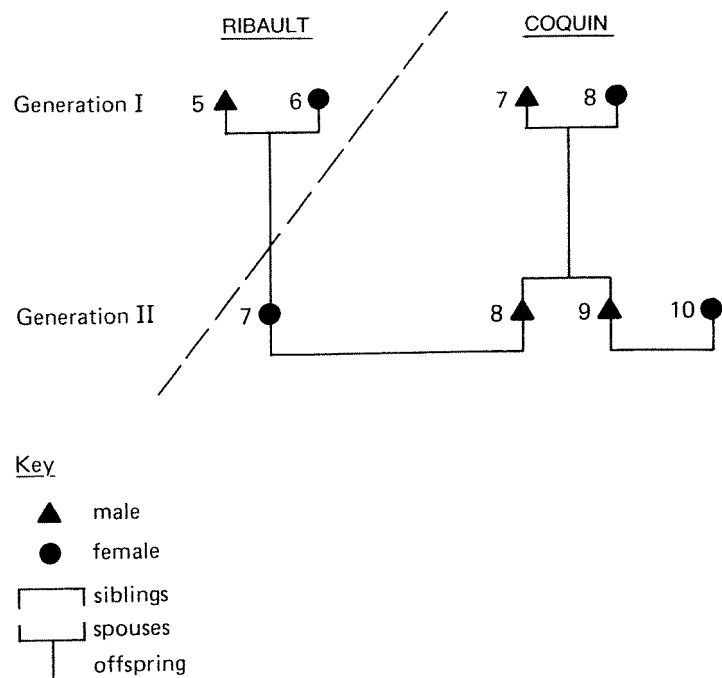 RIBAULT COQUIN
Generation I 5 6 7 8
Generation II 7 8 9 10
Key
male
female
siblings
spouses
offspring